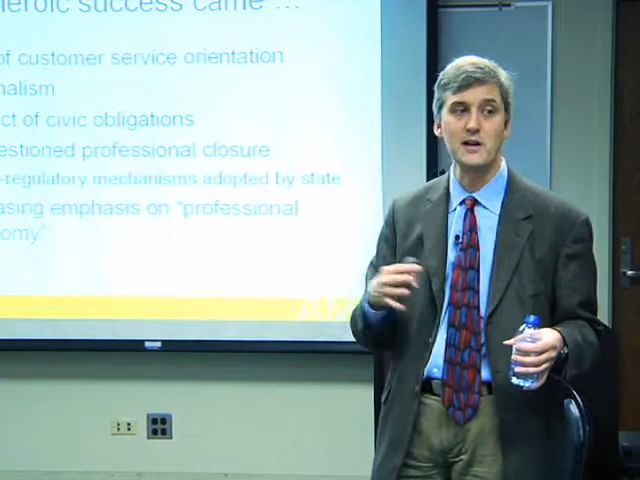 heroic success came ...
of customer service orientation
nalism
ct of civic obligations
estioned professional closure
-regulatory mechanisms adopted by state
asing emphasis on "professional
omy"